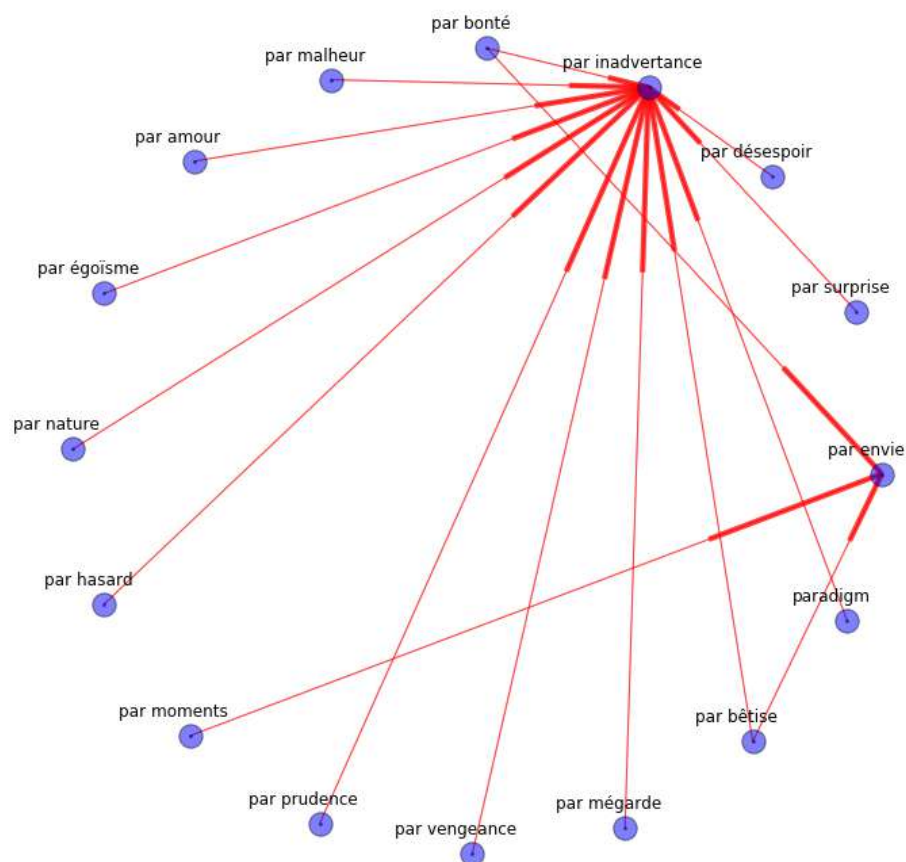 par bonté
par malheur
par inadvertance
par amour
par désespoir
par égoïsme
par surprise
par nature
par envie
par hasard
paradigm
par moments
par bêtise
par prudence
par mégarde
par vengeance